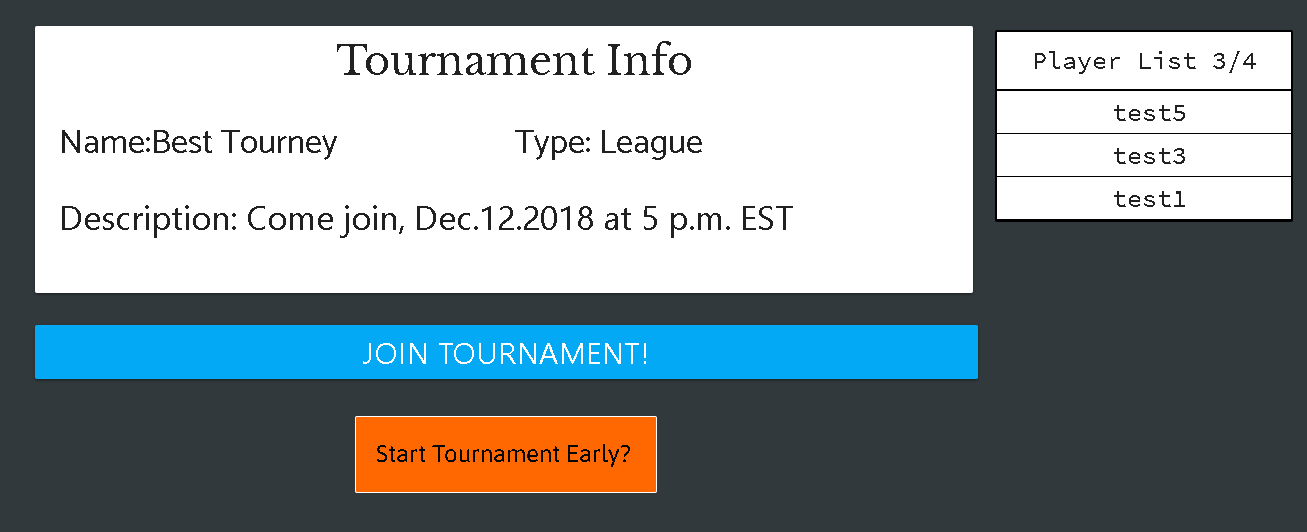 Tournament Info
Name:Best Tourney Type: League
Description: Come join, Dec.12.2018 at 5 p.m. EST
JOIN TOURNAMENT!
Start Tournament Early?
Player List 3/4
test5
test3
test1